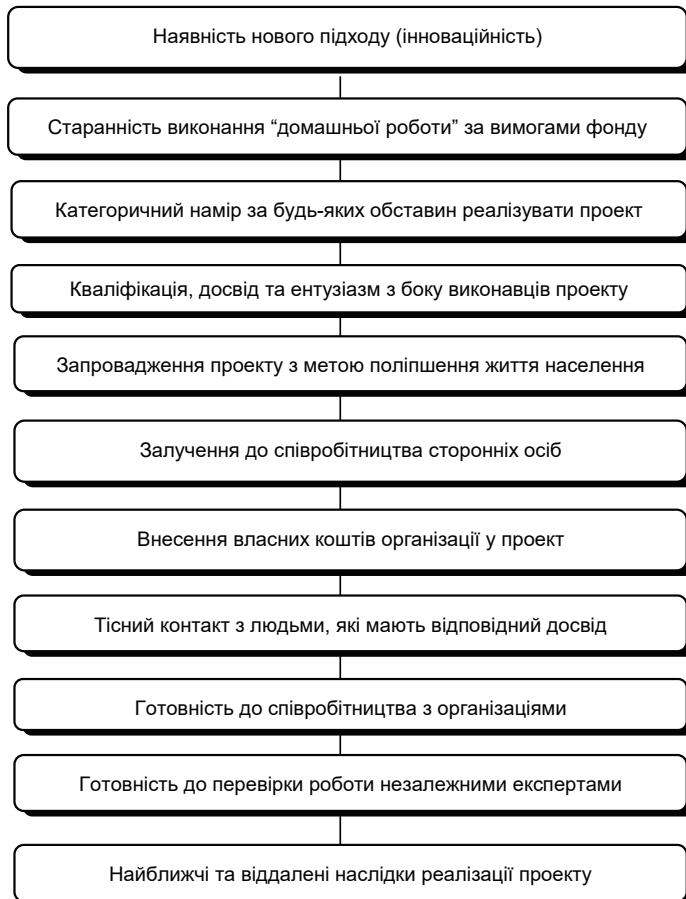 Наявність нового підходу (інноваційність)
Старанність виконання “домашньої роботи” за вимогами фонду
Категоричний намір за будь-яких обставин реалізувати проект
Кваліфікація, досвід та ентузіазм з боку виконавців проекту
Запровадження проекту з метою поліпшення життя населення
Залучення до співробітництва сторонніх осіб
Внесення власних коштів організації у проект
Тісний контакт з людьми, які мають відповідний досвід
Готовність до співробітництва з організаціями
Готовність до перевірки роботи незалежними експертами
Найближчі та віддалені наслідки реалізації проекту